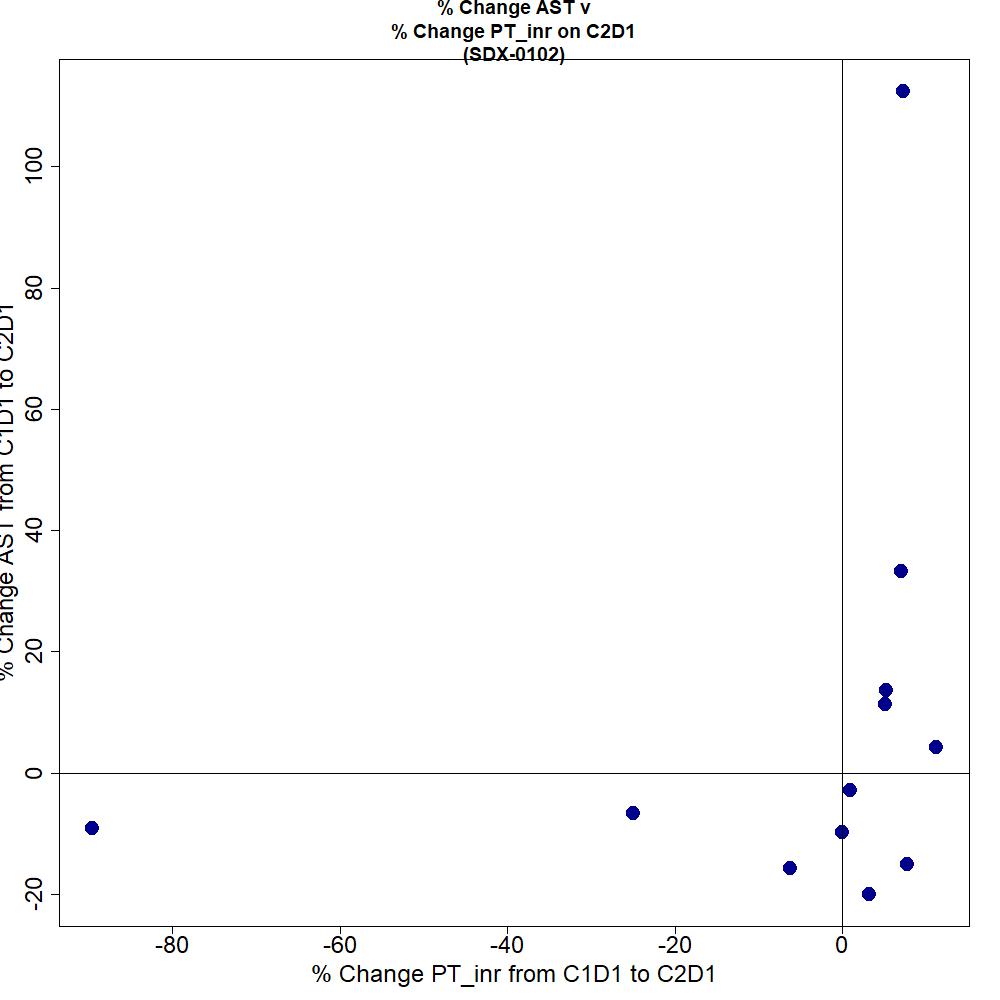 % Change AST v
% Change PT_inr on C2D1
(SDX-0102)
% Change AST from C1D1 to C2D1
100
80
60
40
20
0
-20
-80
-60
-40
-20
0
% Change PT_inr from C1D1 to C2D1